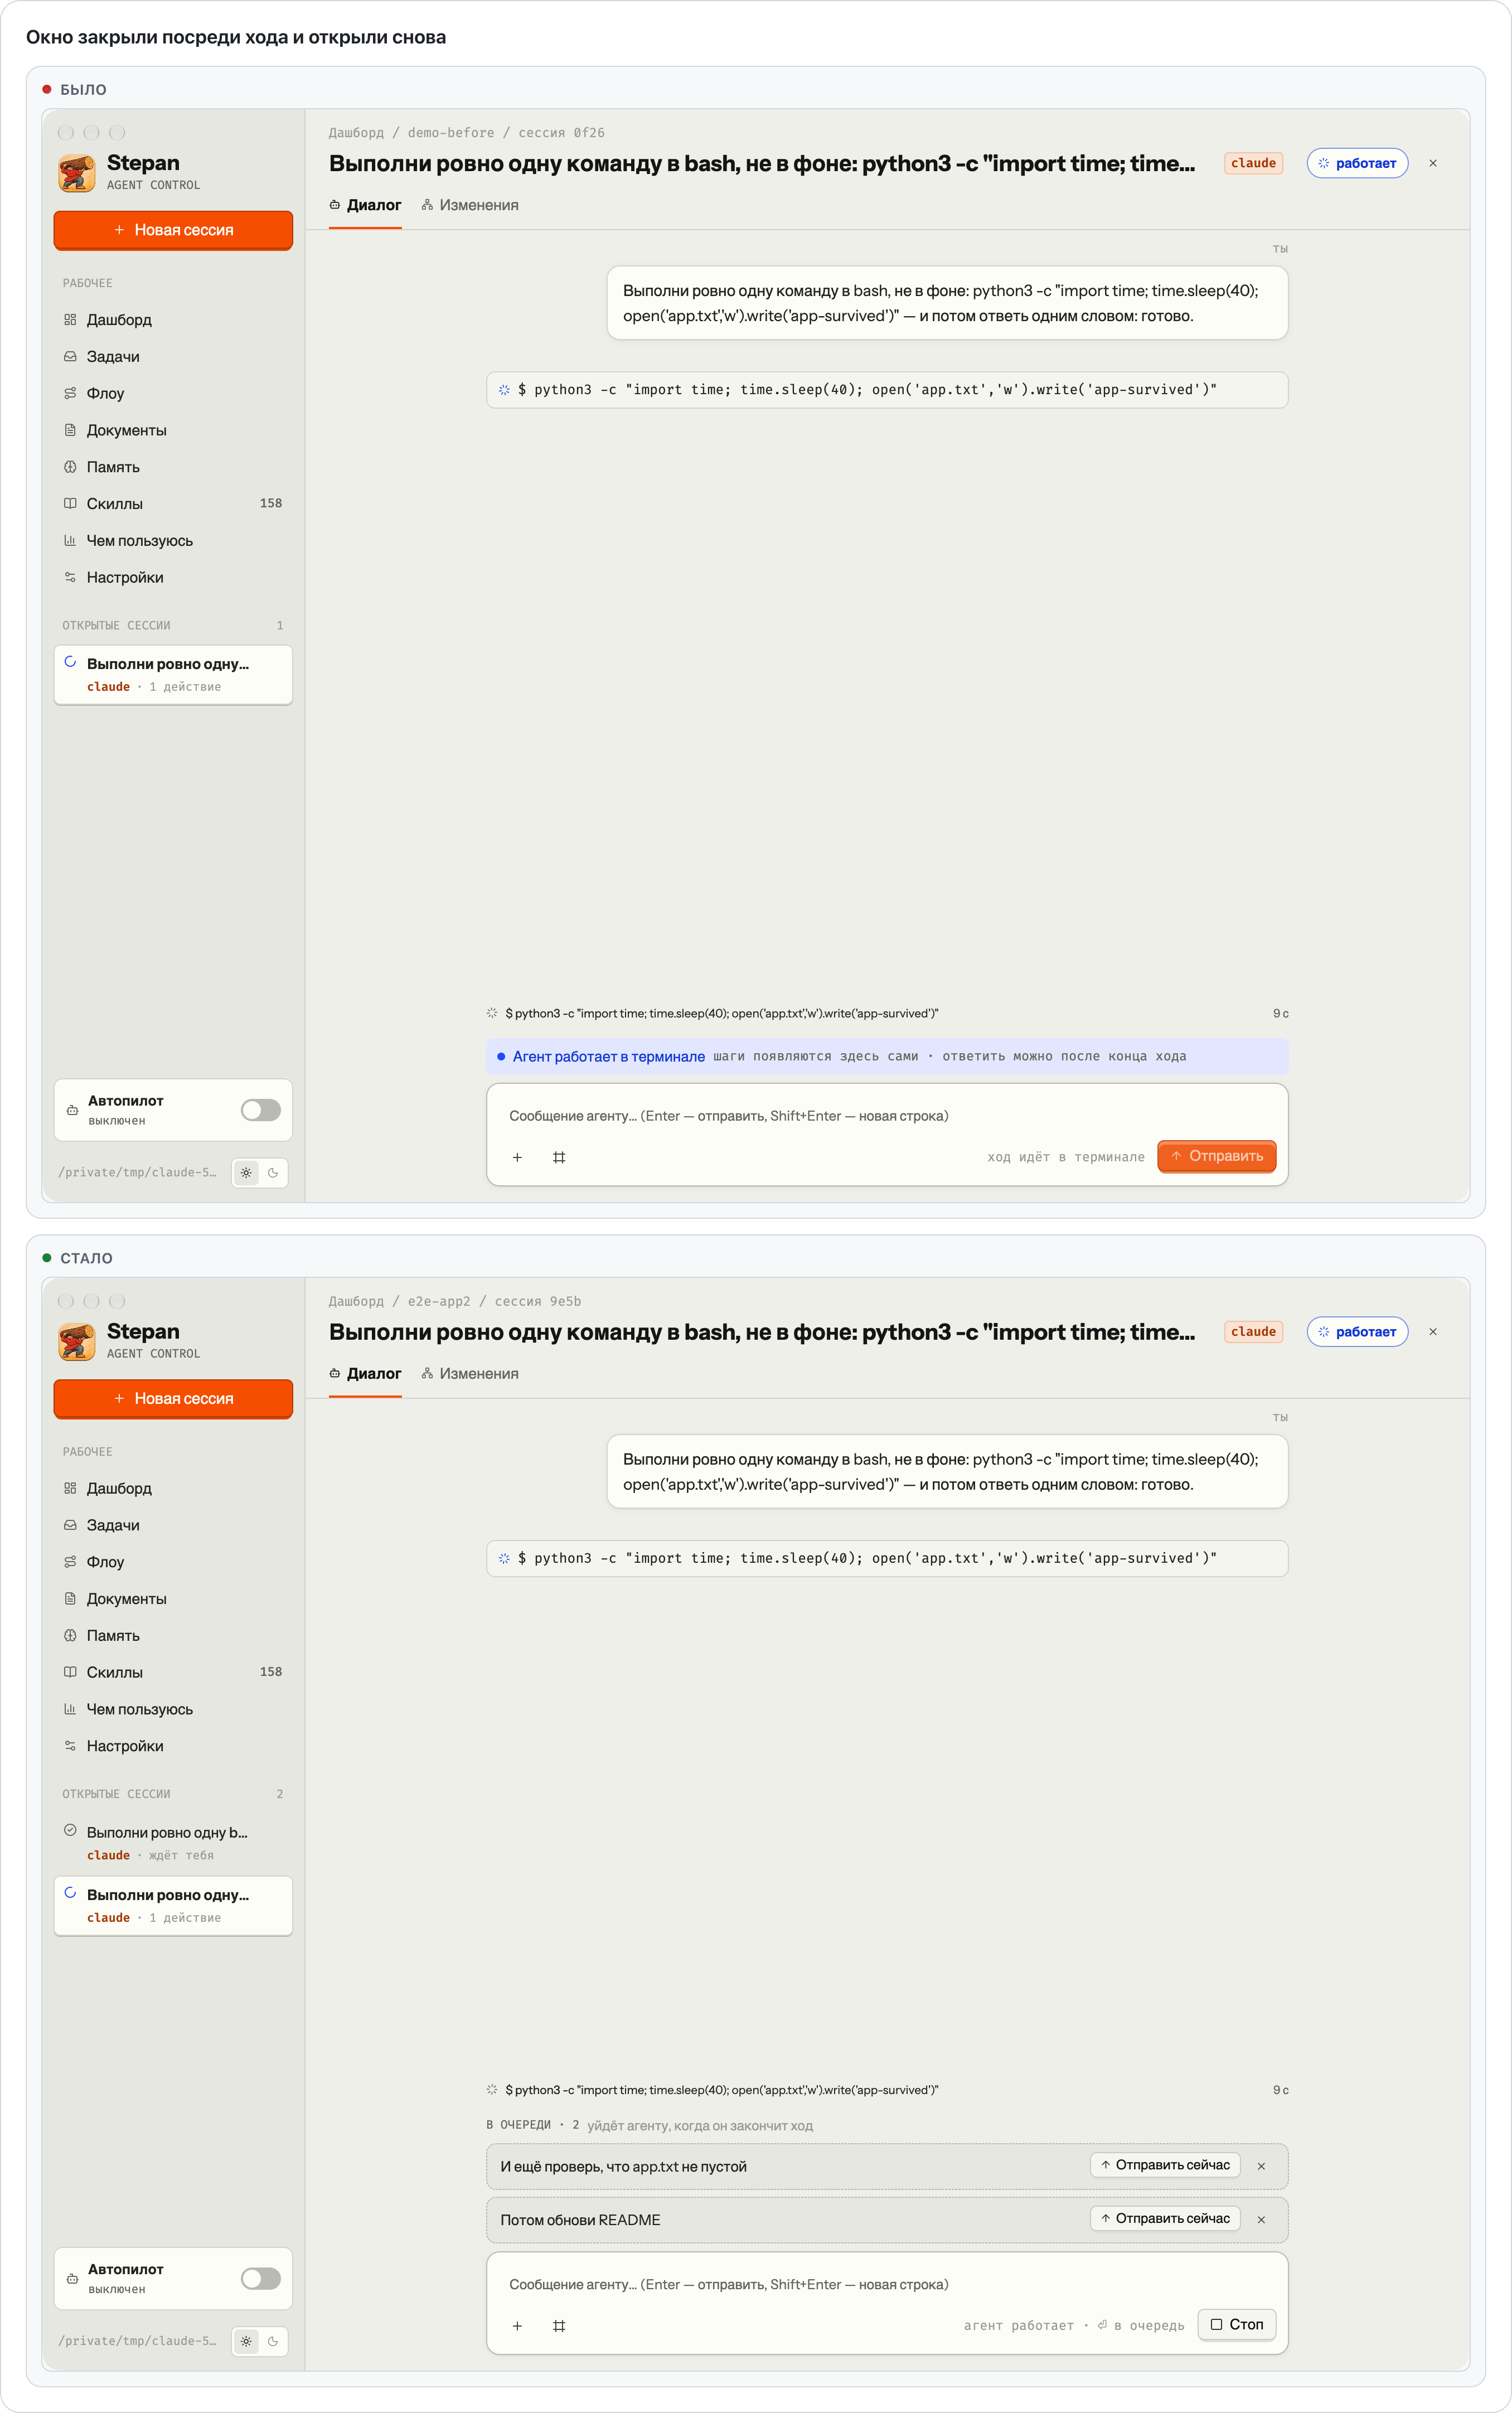 Окно закрыли посреди хода и открыли снова
БЫЛО
Stepan
AGENT CONTROL
+ Новая сессия
РАБОЧЕЕ
Дашборд
Задачи
Флоу
Документы
Память
Скиллы 158
Чем пользуюсь
Настройки
ОТКРЫТЫЕ СЕССИИ 1
Выполни ровно одну...
claude · 1 действие
Автопилот
выключен
/private/tmp/claude-5…
Дашборд / demo-before / сессия 0f26
Выполни ровно одну команду в bash, не в фоне: python3 -c "import time; time... claude работает ×
Диалог Изменения
ты
Выполни ровно одну команду в bash, не в фоне: python3 -c "import time; time.sleep(40);
open('app.txt','w').write('app-survived')" — и потом ответь одним словом: готово.
$ python3 -c "import time; time.sleep(40); open('app.txt','w').write('app-survived')"
$ python3 -c "import time; time.sleep(40); open('app.txt','w').write('app-survived')" 9 с
Агент работает в терминале шаги появляются здесь сами · ответить можно после конца хода
Сообщение агенту… (Enter — отправить, Shift+Enter — новая строка)
ход идёт в терминале ↑ Отправить
СТАЛО
Stepan
AGENT CONTROL
+ Новая сессия
РАБОЧЕЕ
Дашборд
Задачи
Флоу
Документы
Память
Скиллы 158
Чем пользуюсь
Настройки
ОТКРЫТЫЕ СЕССИИ 2
Выполни ровно одну b...
claude · ждёт тебя
Выполни ровно одну...
claude · 1 действие
Автопилот
выключен
/private/tmp/claude-5…
Дашборд / e2e-app2 / сессия 9e5b
Выполни ровно одну команду в bash, не в фоне: python3 -c "import time; time... claude работает ×
Диалог Изменения
ты
Выполни ровно одну команду в bash, не в фоне: python3 -c "import time; time.sleep(40);
open('app.txt','w').write('app-survived')" — и потом ответь одним словом: готово.
$ python3 -c "import time; time.sleep(40); open('app.txt','w').write('app-survived')"
$ python3 -c "import time; time.sleep(40); open('app.txt','w').write('app-survived')" 9 с
В ОЧЕРЕДИ · 2 уйдёт агенту, когда он закончит ход
И ещё проверь, что app.txt не пустой ↑ Отправить сейчас ×
Потом обнови README ↑ Отправить сейчас ×
Сообщение агенту… (Enter — отправить, Shift+Enter — новая строка)
агент работает · ⏎ в очередь Стоп